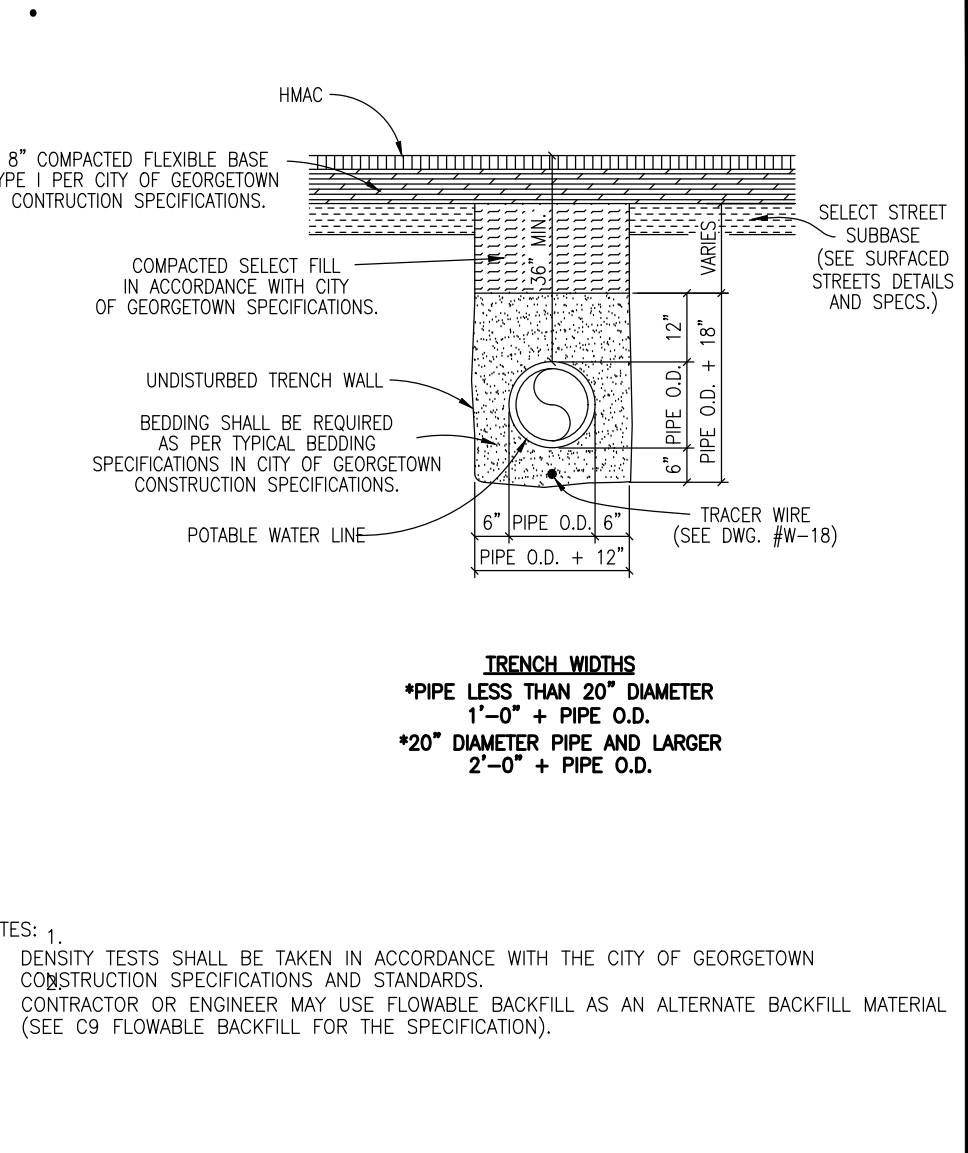 HMAC
8" COMPACTED FLEXIBLE BASE
YPE I PER CITY OF GEORGETOWN
CONTRUCTION SPECIFICATIONS.
SELECT STREET
SUBBASE
(SEE SURFACED
STREETS DETAILS
AND SPECS.)
36" MIN.
VARIES
COMPACTED SELECT FILL
IN ACCORDANCE WITH CITY
OF GEORGETOWN SPECIFICATIONS.
12"
PIPE O.D.
6"
PIPE O.D. + 18"
UNDISTURBED TRENCH WALL
BEDDING SHALL BE REQUIRED
AS PER TYPICAL BEDDING
SPECIFICATIONS IN CITY OF GEORGETOWN
CONSTRUCTION SPECIFICATIONS.
POTABLE WATER LINE
TRACER WIRE
(SEE DWG. #W-18)
6" PIPE O.D. 6"
PIPE O.D. + 12"
TRENCH WIDTHS
*PIPE LESS THAN 20" DIAMETER
1'-0" + PIPE O.D.
*20" DIAMETER PIPE AND LARGER
2'-0" + PIPE O.D.
TES: 1.
DENSITY TESTS SHALL BE TAKEN IN ACCORDANCE WITH THE CITY OF GEORGETOWN
CONSTRUCTION SPECIFICATIONS AND STANDARDS.
2.
CONTRACTOR OR ENGINEER MAY USE FLOWABLE BACKFILL AS AN ALTERNATE BACKFILL MATERIAL
(SEE C9 FLOWABLE BACKFILL FOR THE SPECIFICATION).